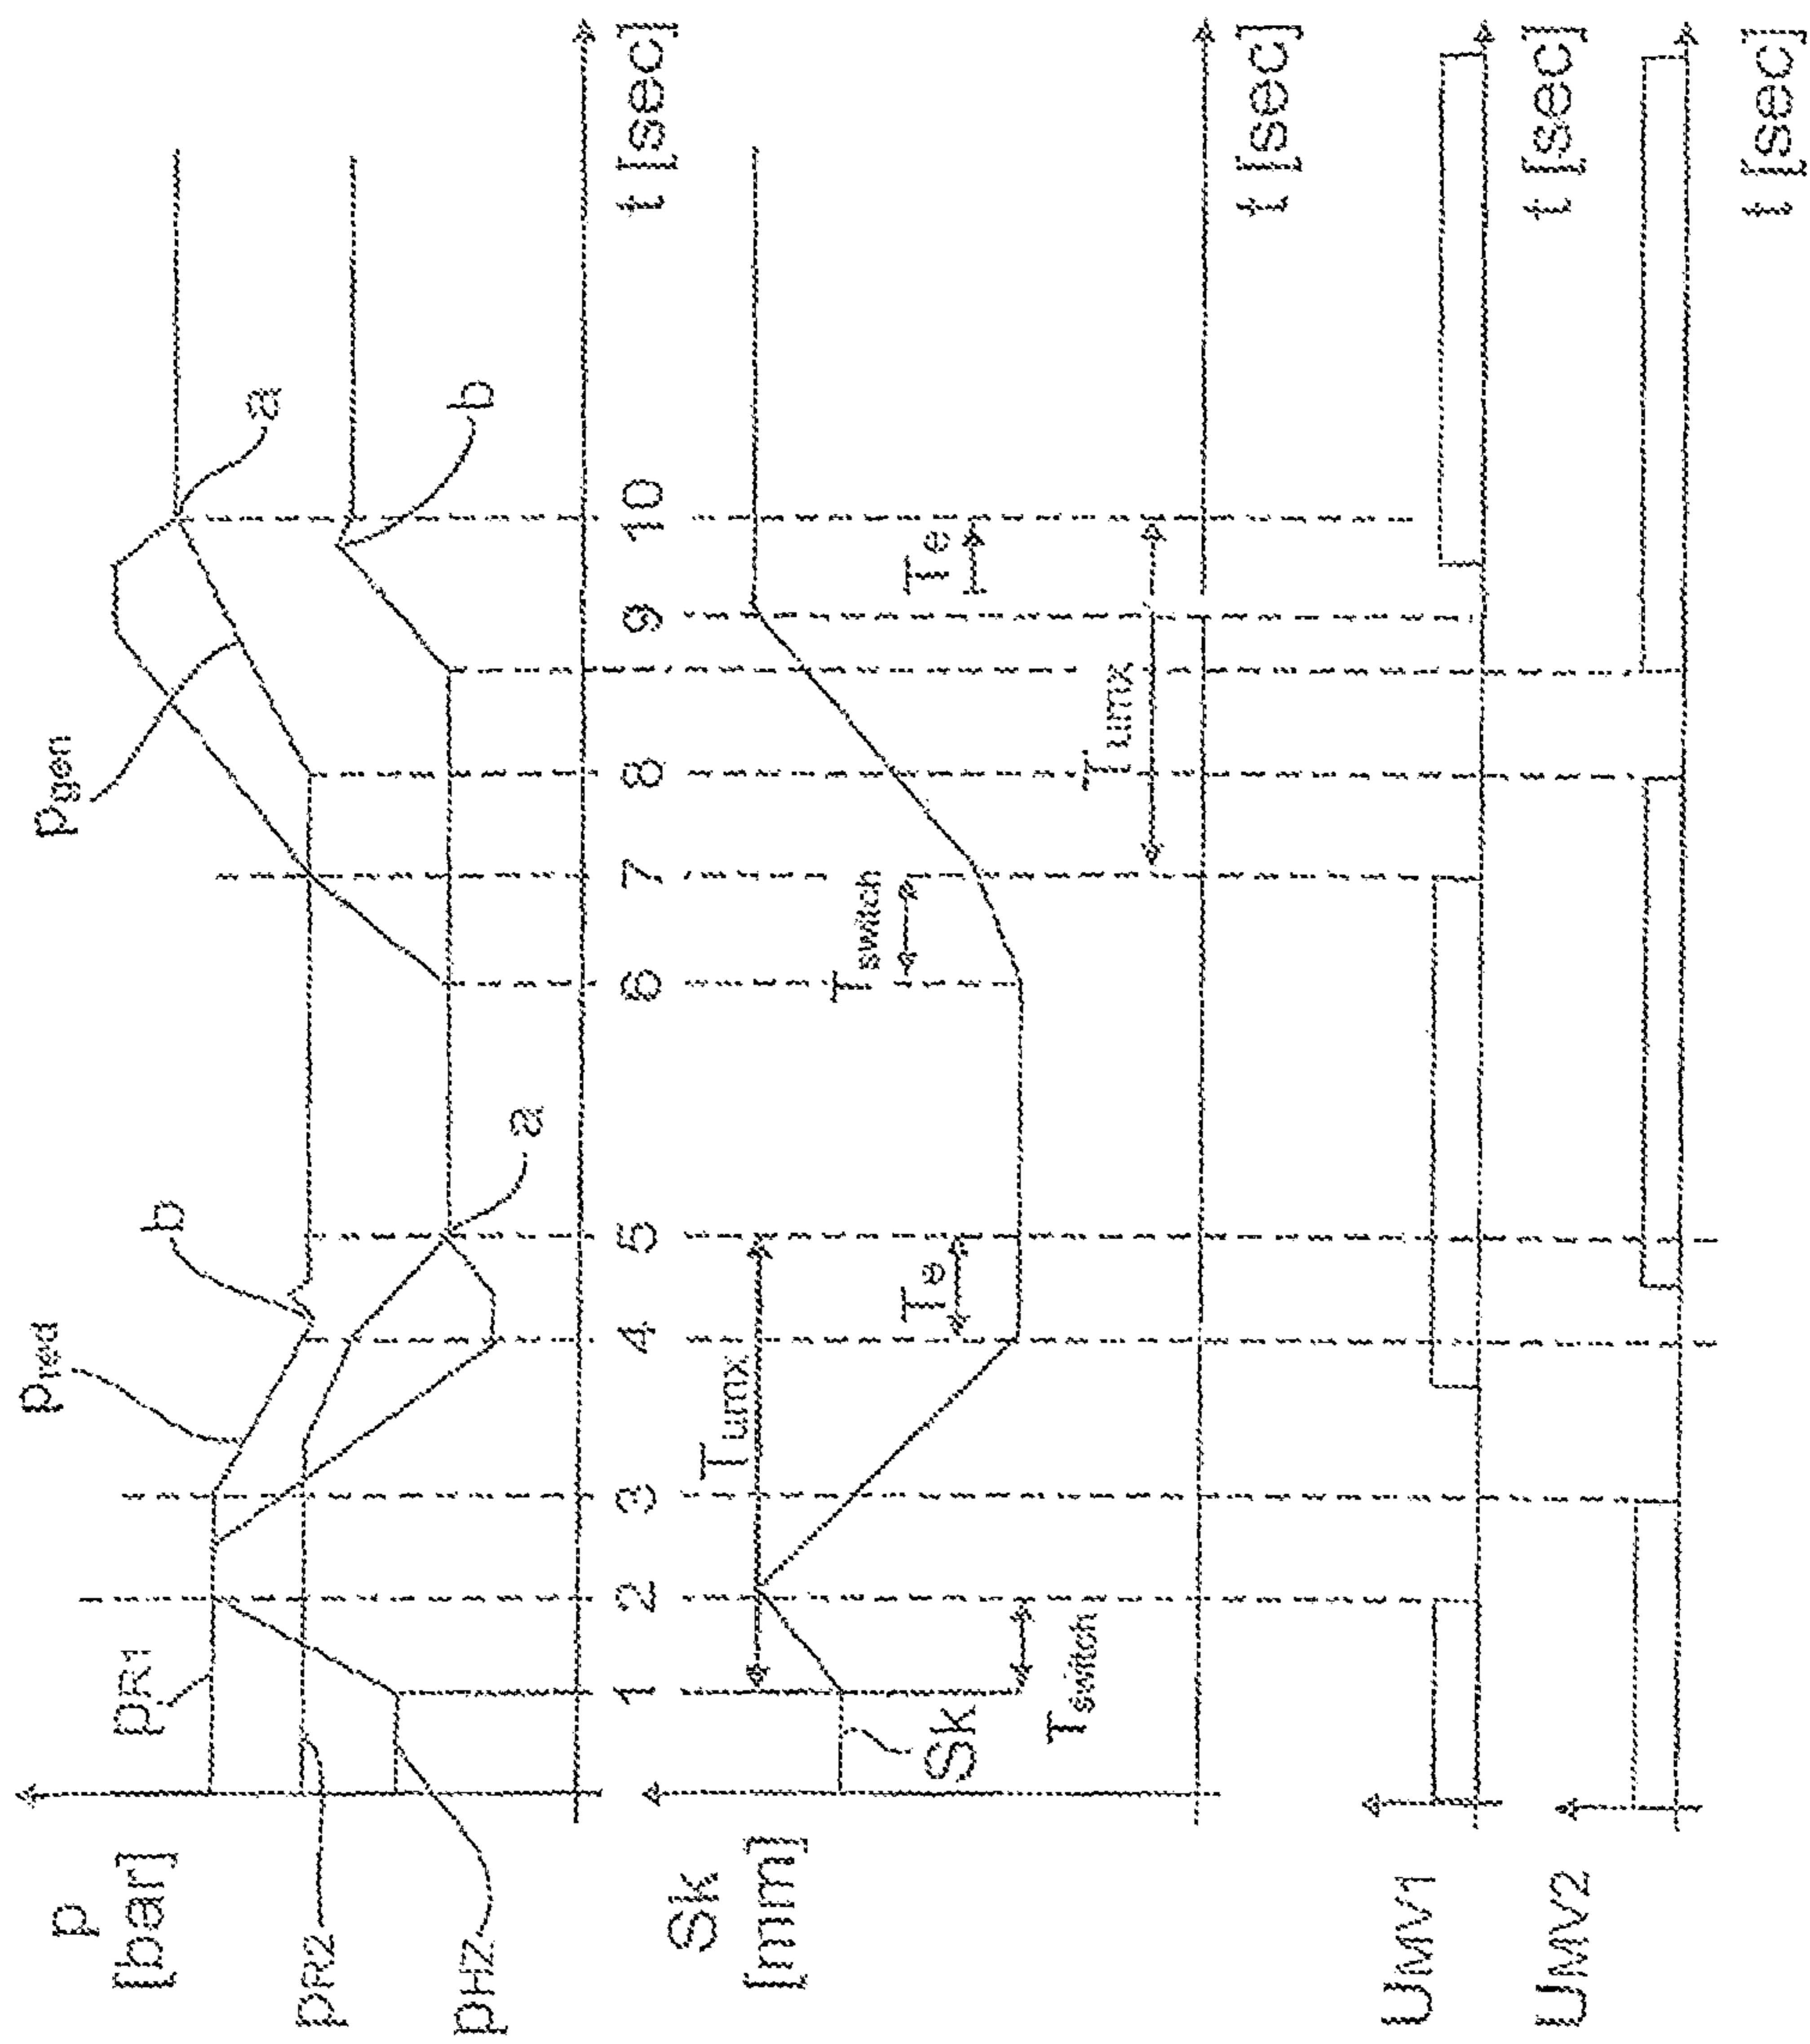 p
[bar]
PR1
PR2
PHZ
Pred
b
a
Pgen
a
b
t [sec]
1 2 3 4 5 6 7 8 9 10
Sk
[mm]
Sk
Tswitch
Tumx
Te
Tswitch
Tumx
Te
t [sec]
UMV1
t [sec]
UMV2
t [sec]